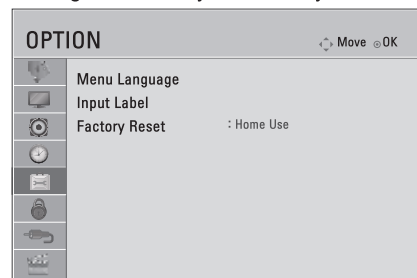 OPTION Move OK
Menu Language
Input Label
Factory Reset : Home Use